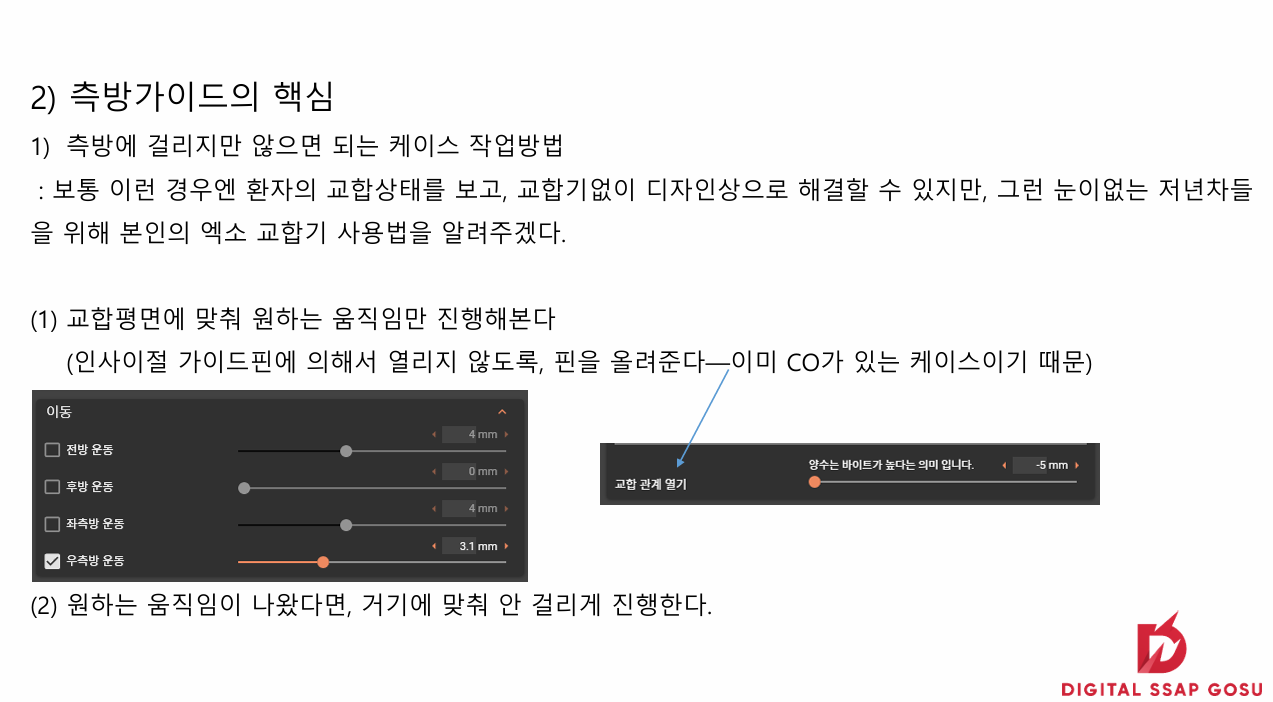 2) 측방가이드의 핵심
1) 측방에 걸리지만 않으면 되는 케이스 작업방법
: 보통 이런 경우엔 환자의 교합상태를 보고, 교합기없이 디자인상으로 해결할 수 있지만, 그런 눈이없는 저년차들
을 위해 본인의 엑소 교합기 사용법을 알려주겠다.
(1) 교합평면에 맞춰 원하는 움직임만 진행해본다
(인사이절 가이드핀에 의해서 열리지 않도록, 핀을 올려준다—이미 CO가 있는 케이스이기 때문)
이동
4 mm
전방 운동
0 mm
후방 운동
4 mm
좌측방 운동
3.1 mm
우측방 운동
양수는 바이트가 높다는 의미 입니다. -5 mm
교합 관계 열기
(2) 원하는 움직임이 나왔다면, 거기에 맞춰 안 걸리게 진행한다.
DIGITAL SSAP GOSU